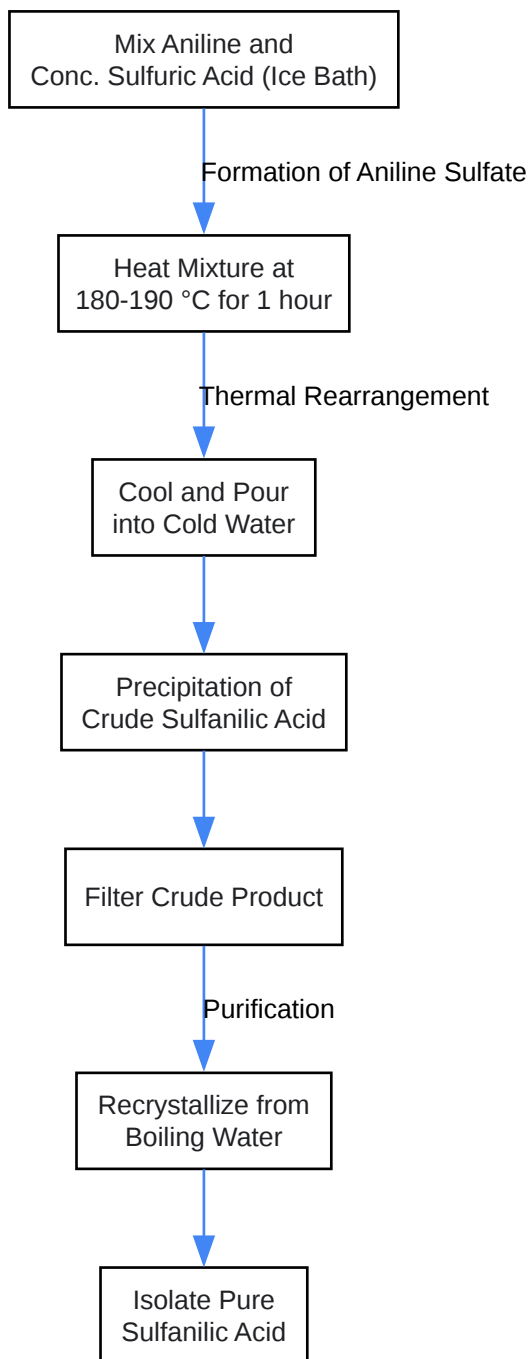 Mix Aniline and
Conc. Sulfuric Acid (Ice Bath)
Formation of Aniline Sulfate
Heat Mixture at
180-190 °C for 1 hour
Thermal Rearrangement
Cool and Pour
into Cold Water
Precipitation of
Crude Sulfanilic Acid
Filter Crude Product
Purification
Recrystallize from
Boiling Water
Isolate Pure
Sulfanilic Acid